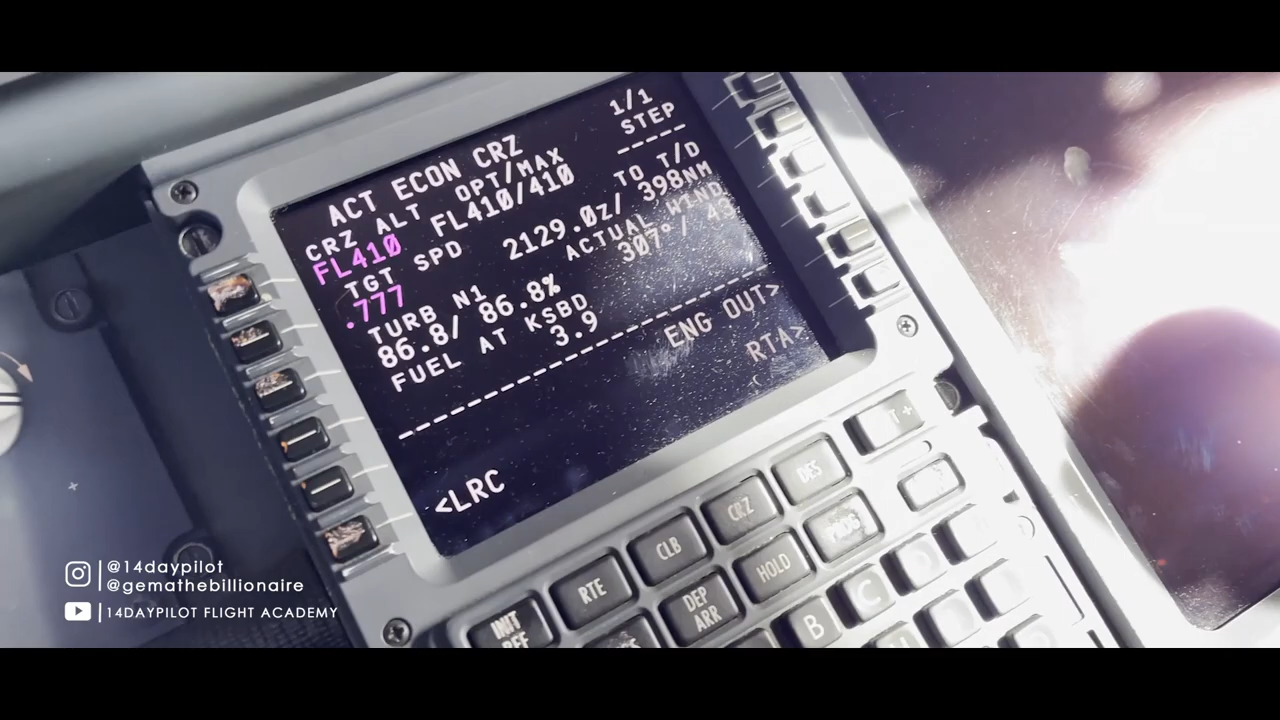 ACT ECON CRZ 1/1
CRZ ALT OPT/MAX STEP
FL410 FL410/410 -----
TGT SPD TO T/D
.777 2129.0z/ 398NM
TURB N1 ACTUAL WIND
86.8/ 86.8% 307°/ 43
FUEL AT KSBD
3.9
ENG OUT>
RTA>
<LRC
INIT REF
RTE
CLB
CRZ
DES
DEP ARR
HOLD
PROG
B
C
@14daypilot
@gemathebillionaire
14DAYPILOT FLIGHT ACADEMY